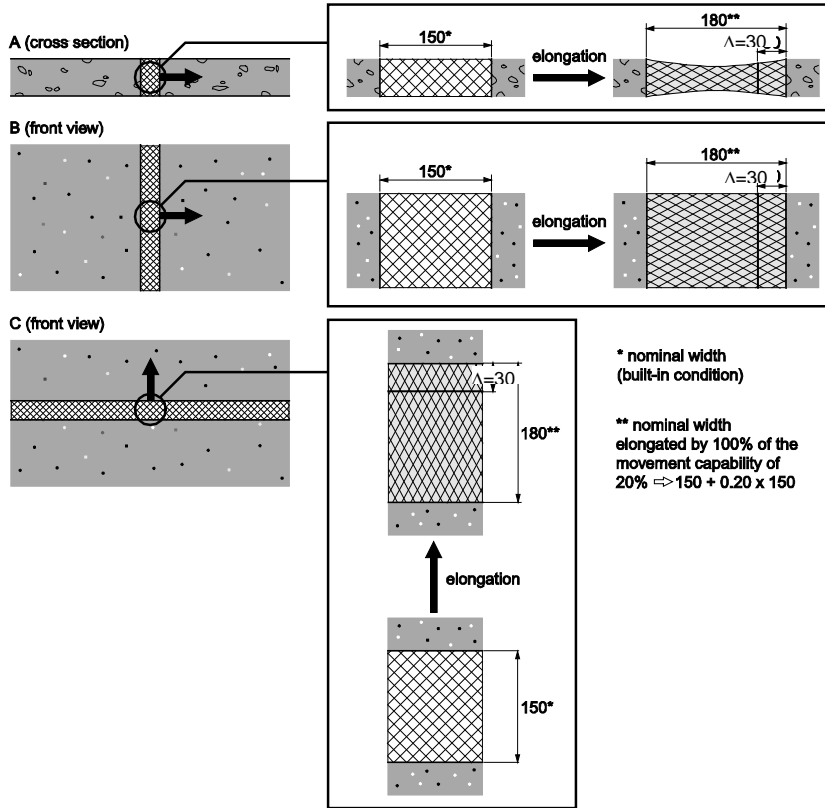 A (cross section)
150*
elongation
180**
Δ=30
B (front view)
150*
elongation
180**
Δ=30
C (front view)
Δ=30
180**
elongation
150*
* nominal width
(built-in condition)
** nominal width
elongated by 100% of the
movement capability of
20% ⇨ 150 + 0.20 x 150